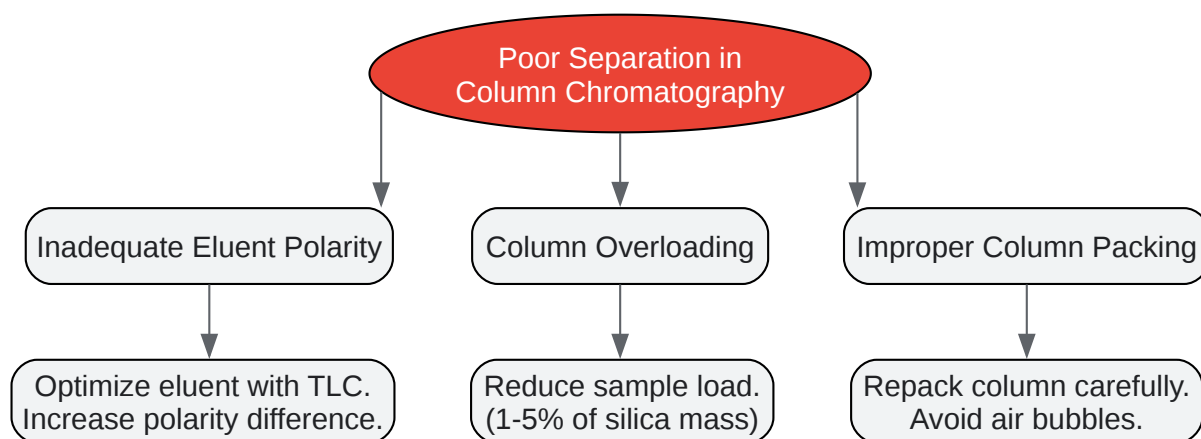 Poor Separation in
Column Chromatography
Inadequate Eluent Polarity
Column Overloading
Improper Column Packing
Optimize eluent with TLC.
Increase polarity difference.
Reduce sample load.
(1-5% of silica mass)
Repack column carefully.
Avoid air bubbles.